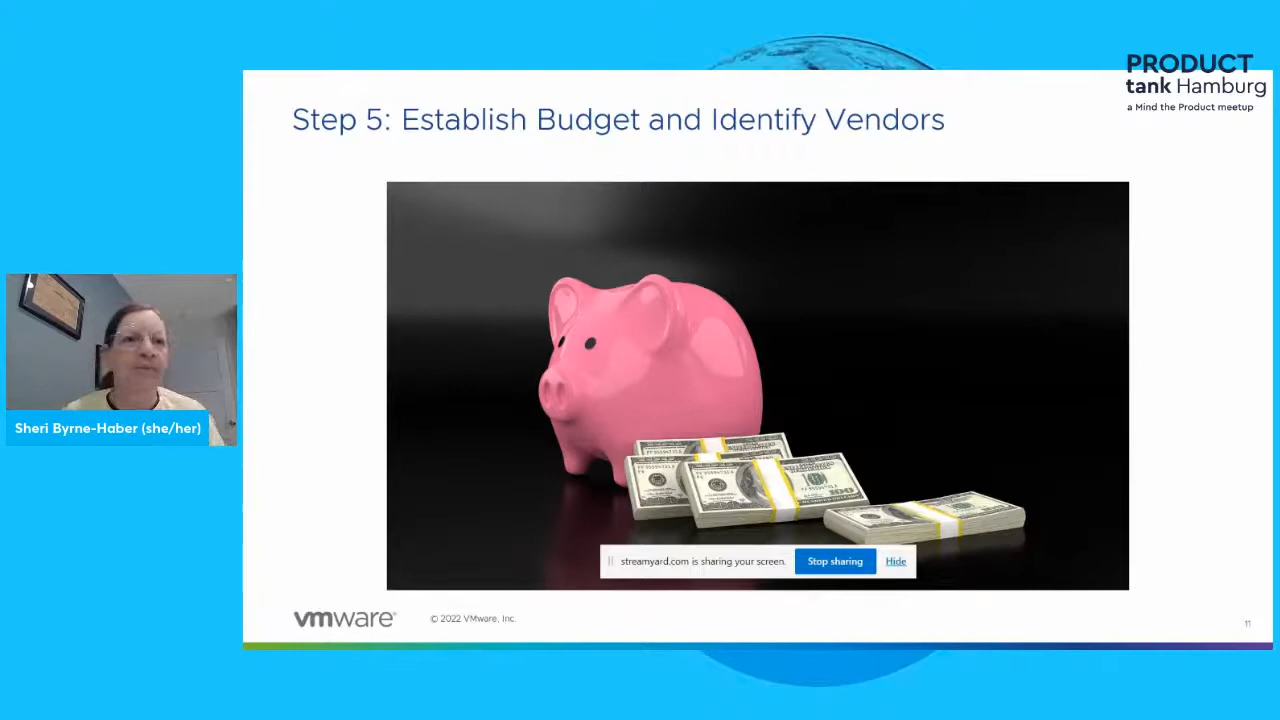 PRODUCT
tank Hamburg
a Mind the Product meetup
Step 5: Establish Budget and Identify Vendors
Sheri Byrne-Haber (she/her)
streamyard.com is sharing your screen.
Stop sharing
Hide
vmware®
© 2022 VMware, Inc.
11